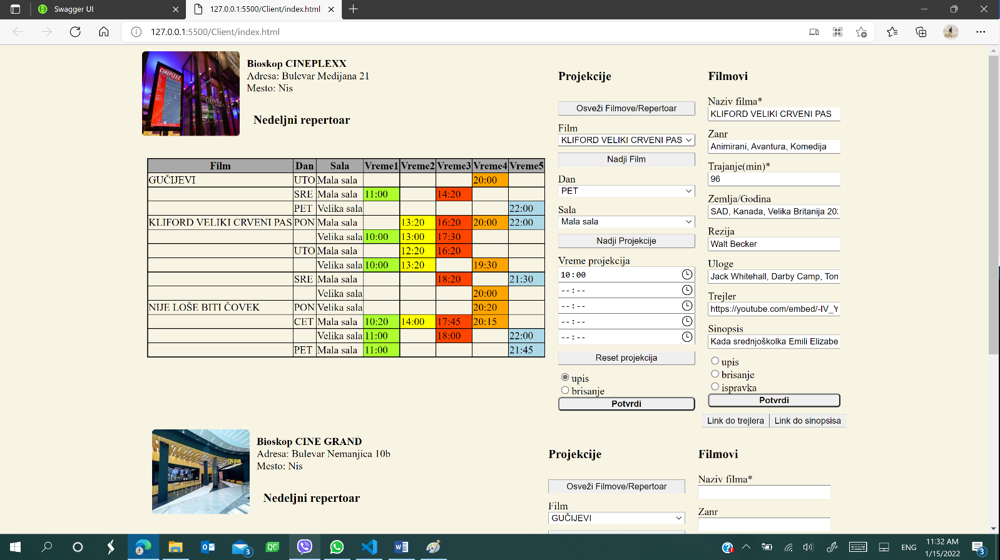 Swagger UI
127.0.0.1:5500/Client/index.html
127.0.0.1:5500/Client/index.html
CINEPLEXX
CINEPLEXX
Bioskop CINEPLEXX
Adresa: Bulevar Medijana 21
Mesto: Nis
Nedeljni repertoar
Film Dan Sala Vreme1 Vreme2 Vreme3 Vreme4 Vreme5
GUČIJEVI UTO Mala sala 20:00
SRE Mala sala 11:00 14:20
PET Velika sala 22:00
KLIFORD VELIKI CRVENI PAS PON Mala sala 13:20 16:20 20:00 22:00
Velika sala 10:00 13:00 17:30
UTO Mala sala 12:20 16:20
Velika sala 10:00 13:20 19:30
SRE Mala sala 18:20 21:30
Velika sala 20:00
NIJE LOŠE BITI ČOVEK PON Velika sala 20:20
CET Mala sala 10:20 14:00 17:45 20:15
Velika sala 11:00 18:00 22:00
PET Mala sala 11:00 21:45
Projekcije
Osveži Filmove/Repertoar
Film
KLIFORD VELIKI CRVENI PAS
Nadji Film
Dan
PET
Sala
Mala sala
Nadji Projekcije
Vreme projekcija
10:00
--:--
--:--
--:--
--:--
Reset projekcija
upis
brisanje
Potvrdi
Filmovi
Naziv filma*
KLIFORD VELIKI CRVENI PAS
Zanr
Animirani, Avantura, Komedija
Trajanje(min)*
96
Zemlja/Godina
SAD, Kanada, Velika Britanija 202
Rezija
Walt Becker
Uloge
Jack Whitehall, Darby Camp, Ton
Trejler
https://youtube.com/embed/-IV_Y
Sinopsis
Kada srednjoškolka Emili Elizabe
upis
brisanje
ispravka
Potvrdi
Link do trejlera Link do sinopsisa
Bioskop CINE GRAND
Adresa: Bulevar Nemanjica 10b
Mesto: Nis
Nedeljni repertoar
Projekcije
Osveži Filmove/Repertoar
Film
GUČIJEVI
Filmovi
Naziv filma*
Zanr
3
QC
ENG
11:32 AM
1/15/2022
3